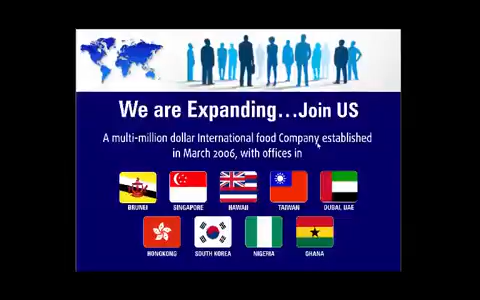 We are Expanding...Join US
A multi-million dollar International food Company established
in March 2006, with offices in
BRUNEI SINGAPORE HAWAII TAIWAN DUBAI, UAE
HONGKONG SOUTH KOREA NIGERIA GHANA